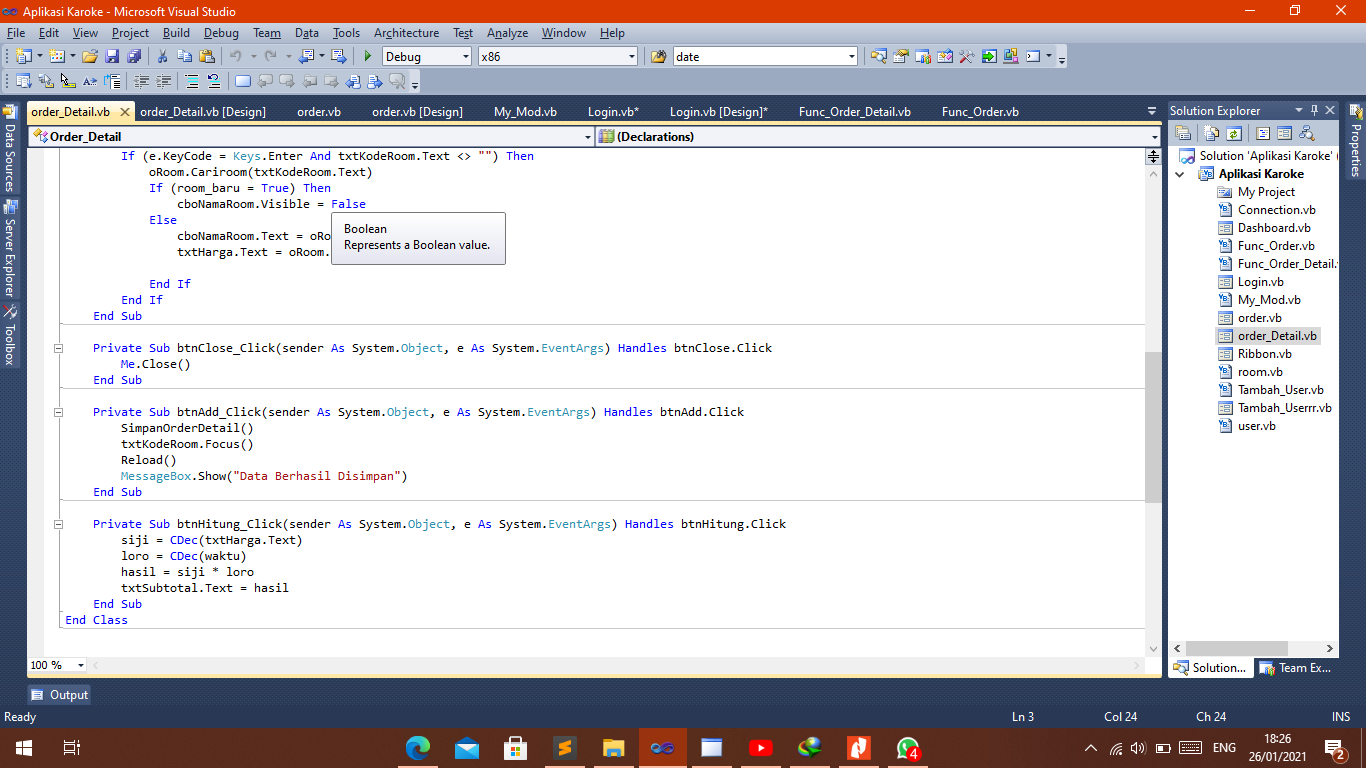 Aplikasi Karoke - Microsoft Visual Studio
File Edit View Project Build Debug Team Data Tools Architecture Test Analyze Window Help
Debug x86 date
order_Detail.vb order_Detail.vb [Design] order.vb order.vb [Design] My_Mod.vb Login.vb* Login.vb [Design]* Func_Order_Detail.vb Func_Order.vb
Order_Detail (Declarations)
Data Sources
Server Explorer
Toolbox
If (e.KeyCode = Keys.Enter And txtKodeRoom.Text <> "") Then
oRoom.Cariroom(txtKodeRoom.Text)
If (room_baru = True) Then
cboNamaRoom.Visible = False
Else
cboNamaRoom.Text = oRo
txtHarga.Text = oRoom.
Boolean
Represents a Boolean value.
End If
End If
End Sub
Private Sub btnClose_Click(sender As System.Object, e As System.EventArgs) Handles btnClose.Click
Me.Close()
End Sub
Private Sub btnAdd_Click(sender As System.Object, e As System.EventArgs) Handles btnAdd.Click
SimpanOrderDetail()
txtKodeRoom.Focus()
Reload()
MessageBox.Show("Data Berhasil Disimpan")
End Sub
Private Sub btnHitung_Click(sender As System.Object, e As System.EventArgs) Handles btnHitung.Click
siji = CDec(txtHarga.Text)
loro = CDec(waktu)
hasil = siji * loro
txtSubtotal.Text = hasil
End Sub
End Class
100 %
Solution Explorer
Solution 'Aplikasi Karoke' (
Aplikasi Karoke
My Project
Connection.vb
Dashboard.vb
Func_Order.vb
Func_Order_Detail.
Login.vb
My_Mod.vb
order.vb
order_Detail.vb
Ribbon.vb
room.vb
Tambah_User.vb
Tambah_Userrr.vb
user.vb
Solution... Team Ex...
Properties
Output
Ready Ln 3 Col 24 Ch 24 INS
4
ENG
18:26
26/01/2021
2